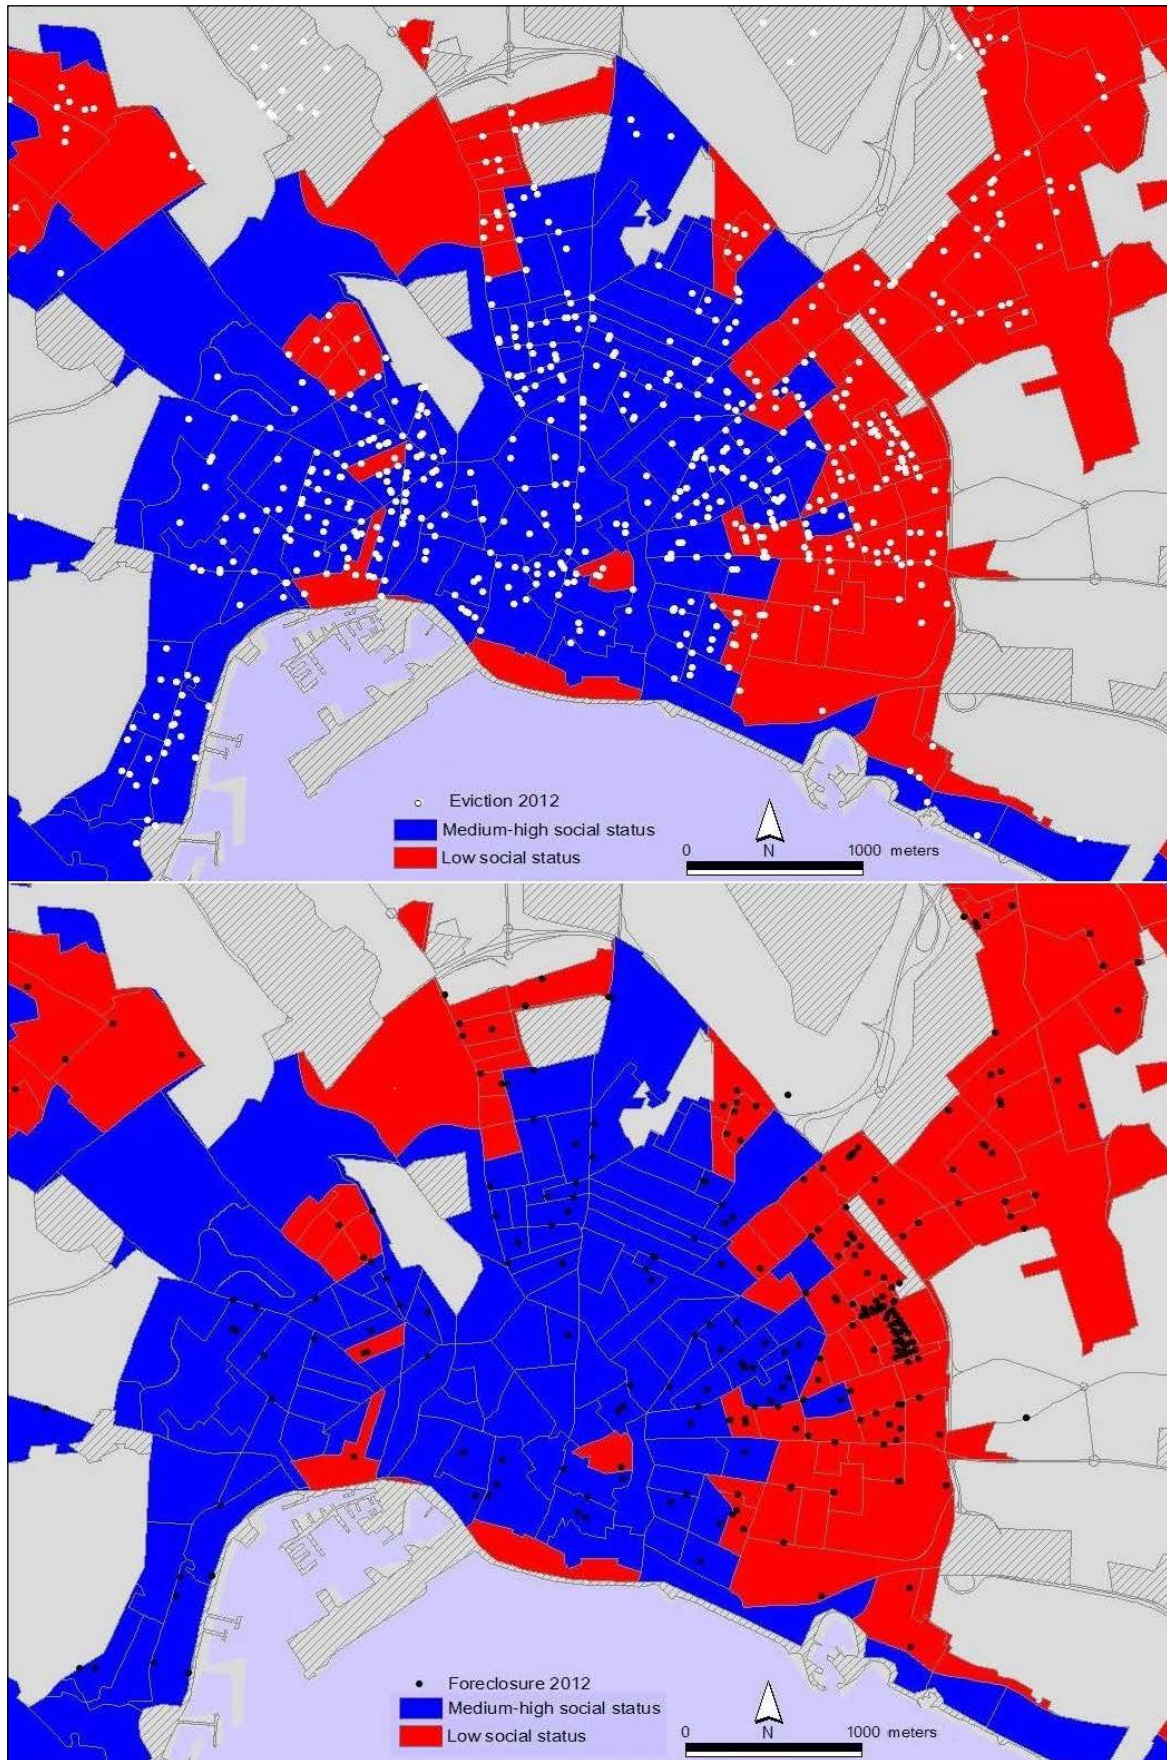 Eviction 2012
Medium-high social status
Low social status
0 N 1000 meters
Foreclosure 2012
Medium-high social status
Low social status
0 N 1000 meters